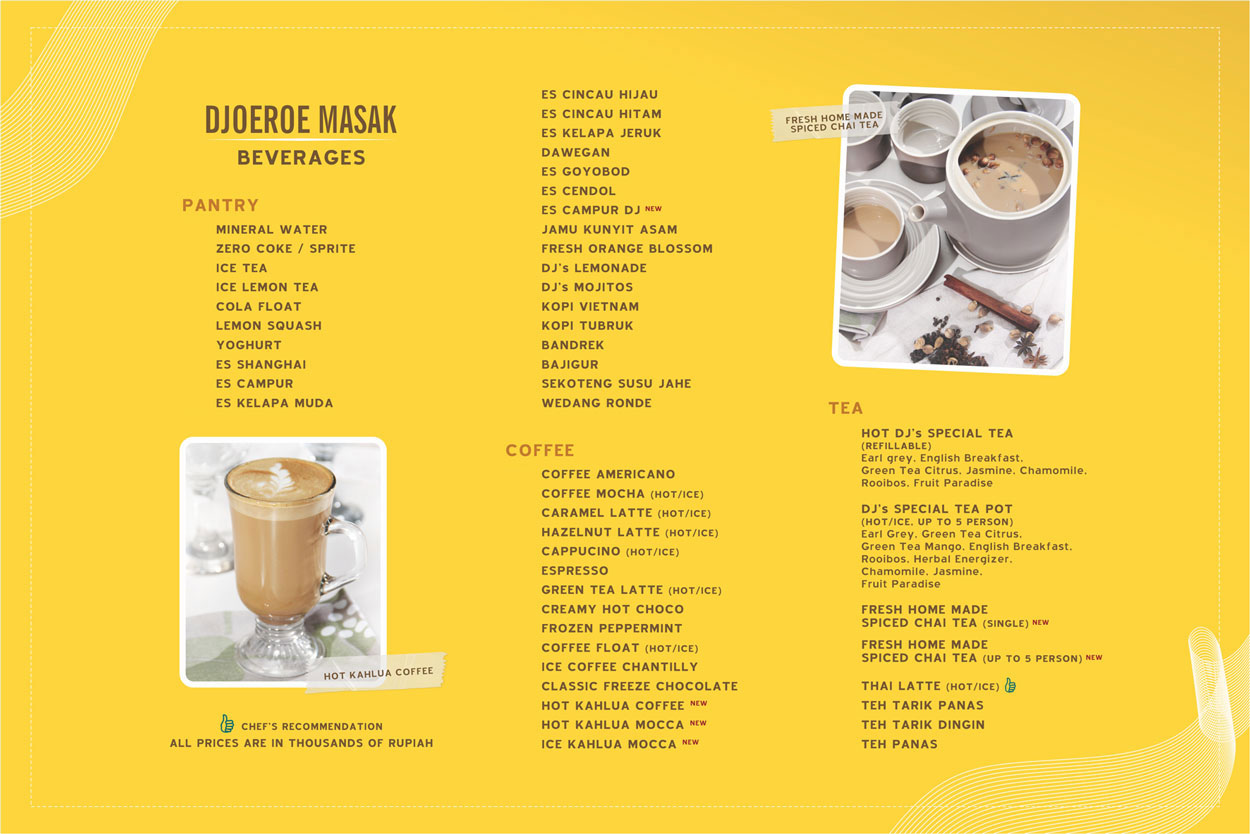 DJOEROE MASAK
BEVERAGES
PANTRY
MINERAL WATER
ZERO COKE / SPRITE
ICE TEA
ICE LEMON TEA
COLA FLOAT
LEMON SQUASH
YOGHURT
ES SHANGHAI
ES CAMPUR
ES KELAPA MUDA
HOT KAHLUA COFFEE
CHEF'S RECOMMENDATION
ALL PRICES ARE IN THOUSANDS OF RUPIAH
ES CINCAU HIJAU
ES CINCAU HITAM
ES KELAPA JERUK
DAWEGAN
ES GOYOBOD
ES CENDOL
ES CAMPUR DJ NEW
JAMU KUNYIT ASAM
FRESH ORANGE BLOSSOM
DJ's LEMONADE
DJ's MOJITOS
KOPI VIETNAM
KOPI TUBRUK
BANDREK
BAJIGUR
SEKOTENG SUSU JAHE
WEDANG RONDE
COFFEE
COFFEE AMERICANO
COFFEE MOCHA (HOT/ICE)
CARAMEL LATTE (HOT/ICE)
HAZELNUT LATTE (HOT/ICE)
CAPPUCINO (HOT/ICE)
ESPRESSO
GREEN TEA LATTE (HOT/ICE)
CREAMY HOT CHOCO
FROZEN PEPPERMINT
COFFEE FLOAT (HOT/ICE)
ICE COFFEE CHANTILLY
CLASSIC FREEZE CHOCOLATE
HOT KAHLUA COFFEE NEW
HOT KAHLUA MOCCA NEW
ICE KAHLUA MOCCA NEW
FRESH HOME MADE
SPICED CHAI TEA
TEA
HOT DJ's SPECIAL TEA
(REFILLABLE)
Earl grey, English Breakfast,
Green Tea Citrus, Jasmine, Chamomile,
Rooibos, Fruit Paradise
DJ's SPECIAL TEA POT
(HOT/ICE, UP TO 5 PERSON)
Earl Grey, Green Tea Citrus,
Green Tea Mango, English Breakfast,
Rooibos, Herbal Energizer,
Chamomile, Jasmine,
Fruit Paradise
FRESH HOME MADE
SPICED CHAI TEA (SINGLE) NEW
FRESH HOME MADE
SPICED CHAI TEA (UP TO 5 PERSON) NEW
THAI LATTE (HOT/ICE)
TEH TARIK PANAS
TEH TARIK DINGIN
TEH PANAS